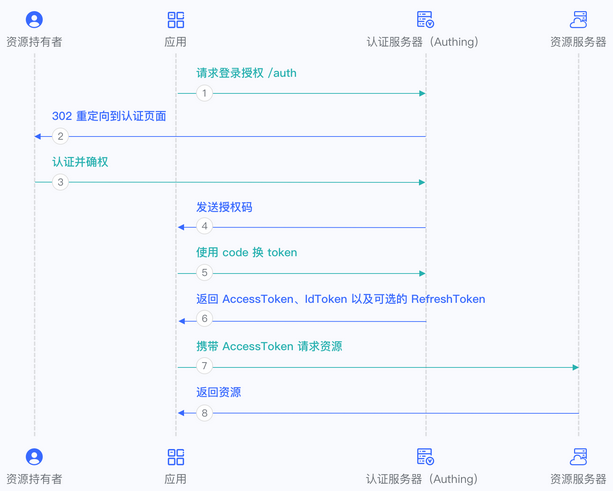 资源持有者
应用
认证服务器（Authing）
资源服务器
请求登录授权 /auth
1
302 重定向到认证页面
2
认证并确权
3
发送授权码
4
使用 code 换 token
5
返回 AccessToken、IdToken 以及可选的 RefreshToken
6
携带 AccessToken 请求资源
7
返回资源
8
资源持有者
应用
认证服务器（Authing）
资源服务器